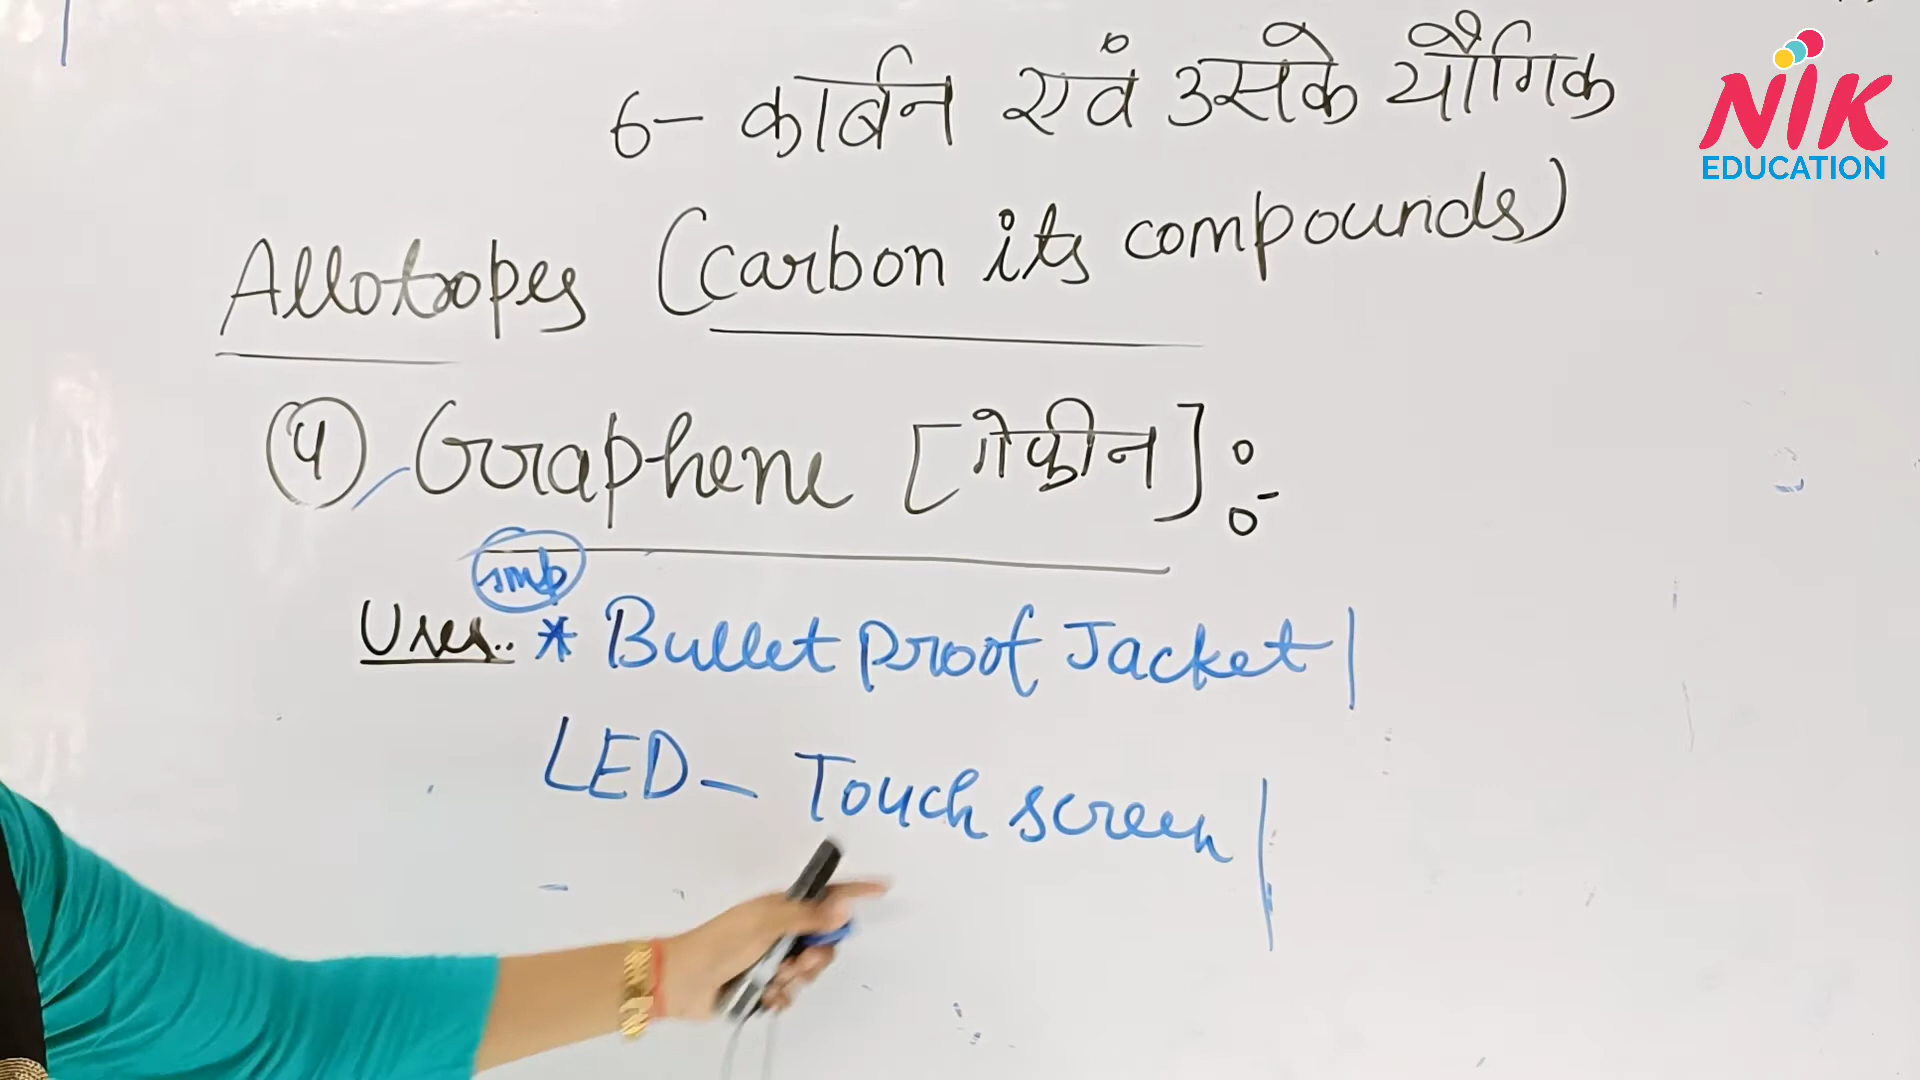 6- कार्बन एवं उसके यौगिक
NiK
EDUCATION
Allotropes (carbon its compounds)
④ Graphene [गेफीन]:-
imp
Uses.. * Bullet Proof Jacket|
LED - Touch screen|